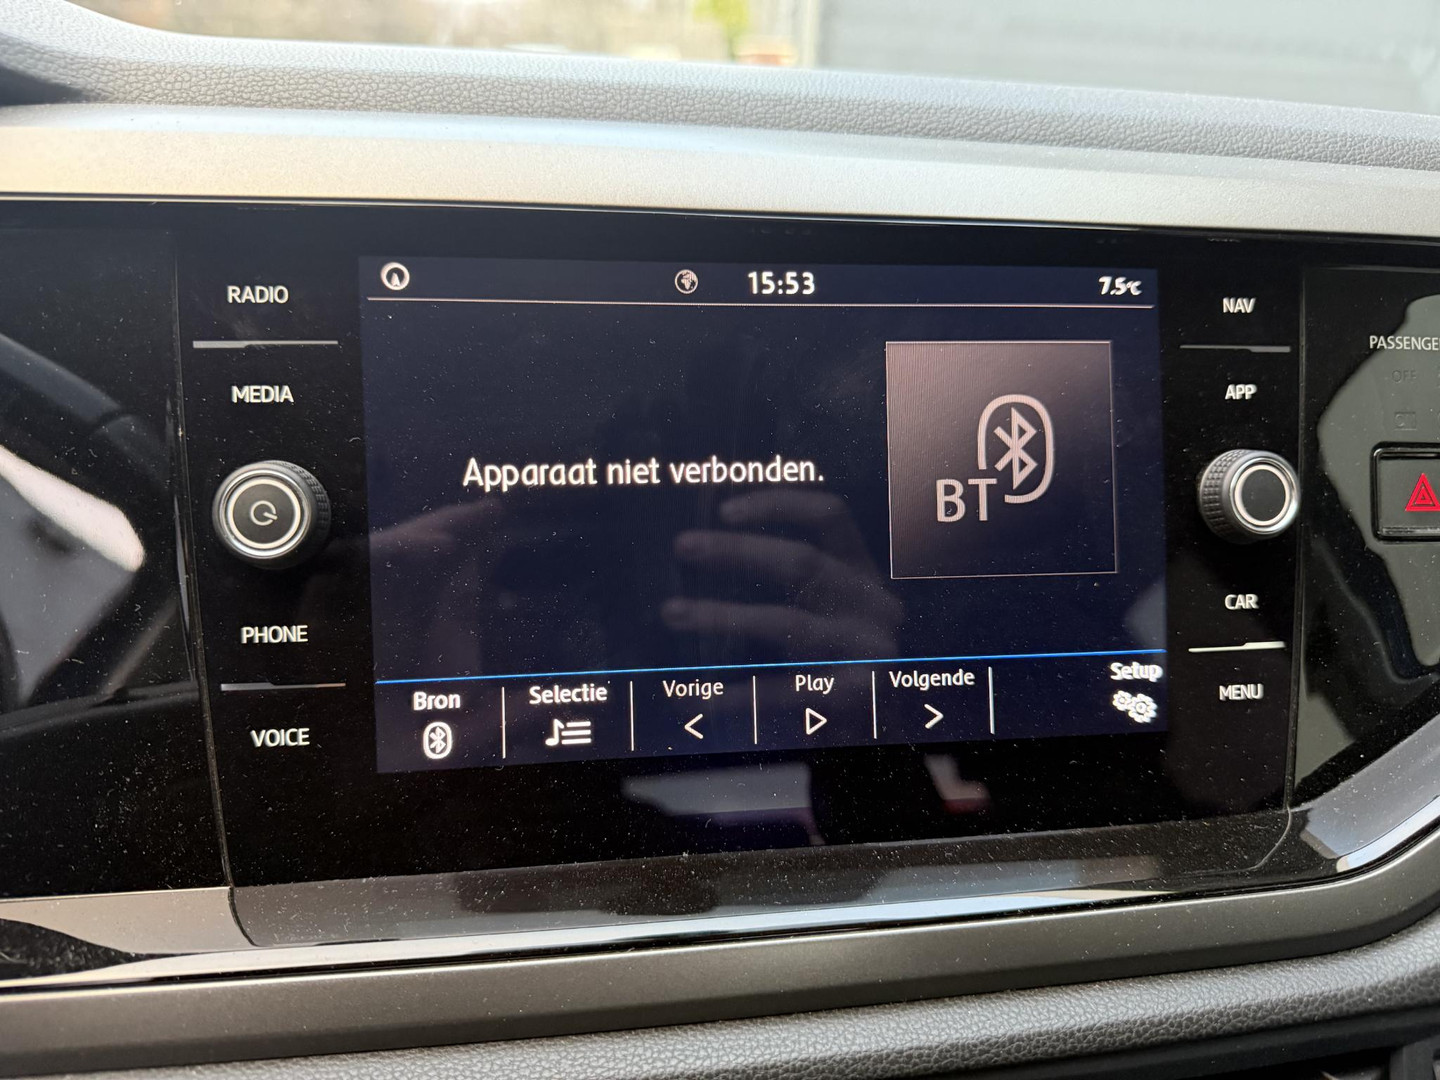 RADIO
MEDIA
PHONE
VOICE
15:53
7.5°C
Apparaat niet verbonden.
BT
Bron
Selectie
Vorige
Play
Volgende
Setup
NAV
APP
CAR
MENU
OFF